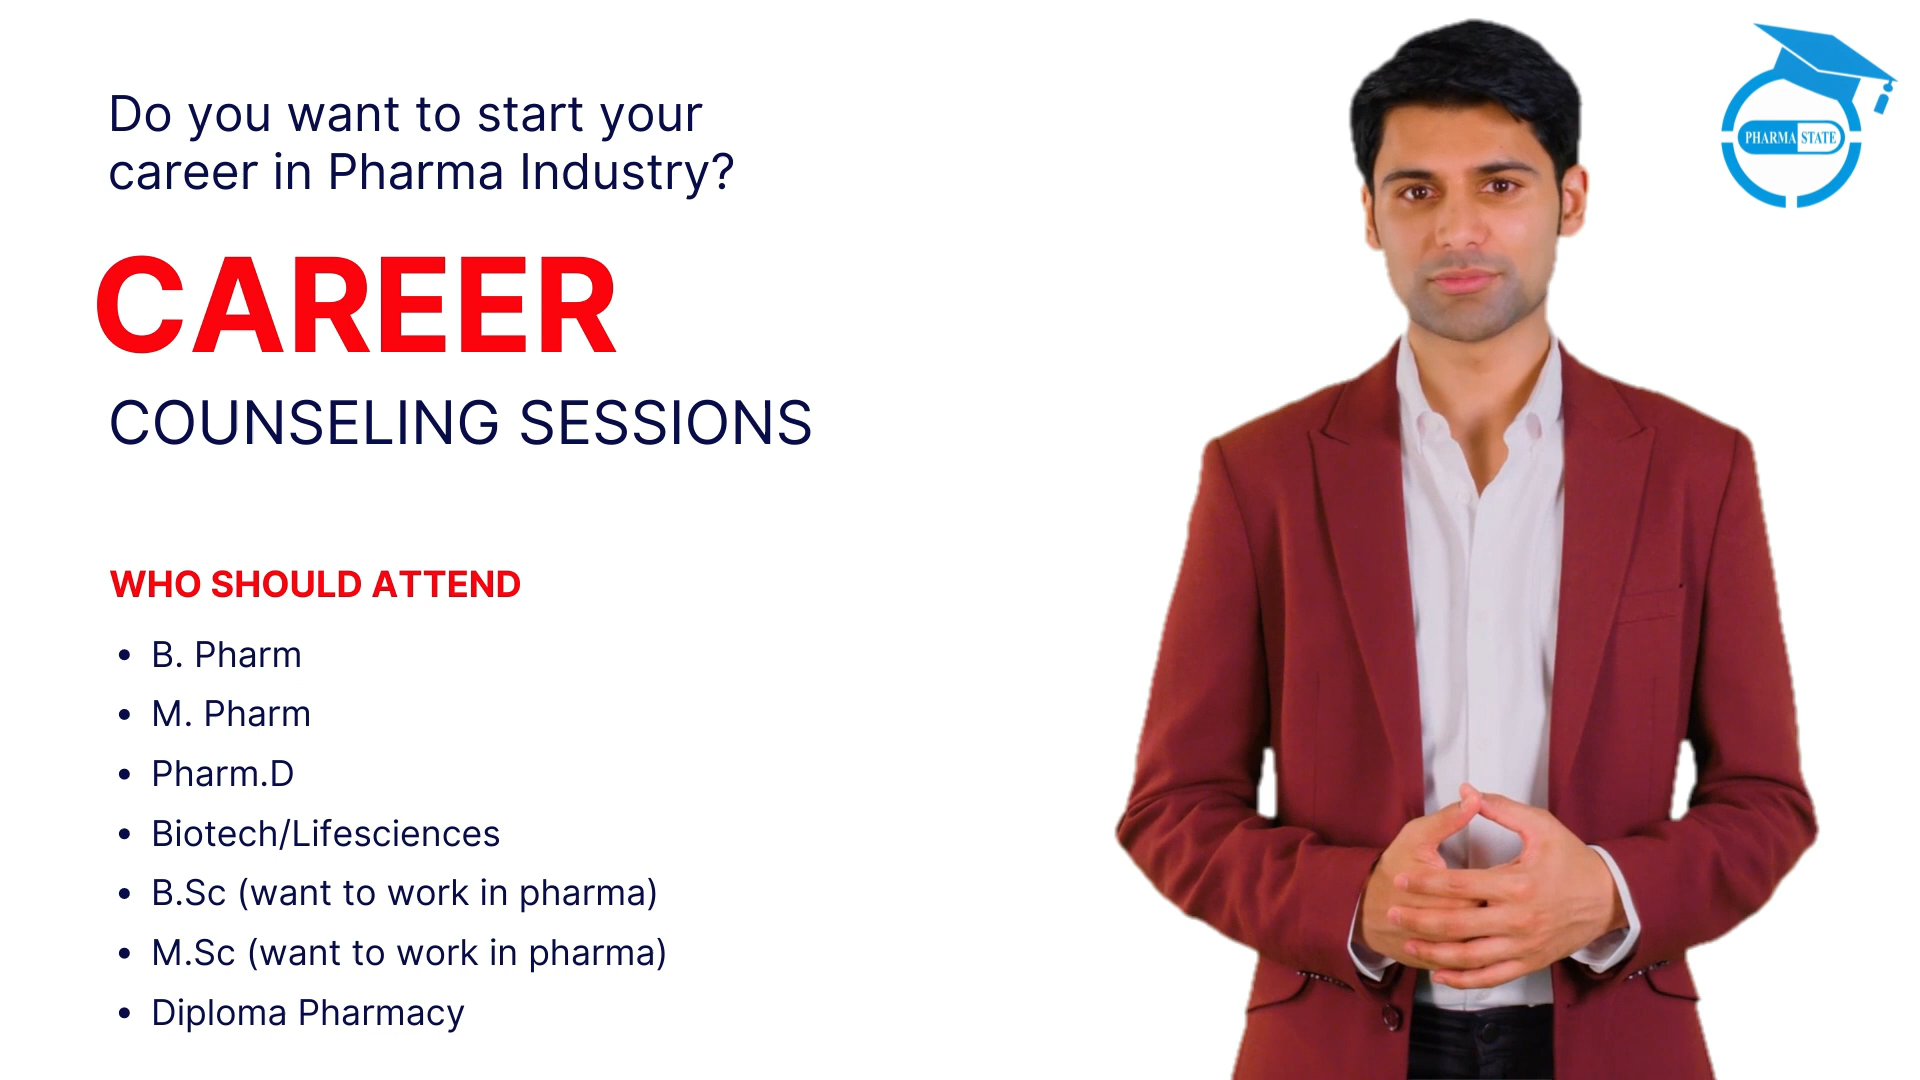 Do you want to start your
career in Pharma Industry?
CAREER
COUNSELING SESSIONS
WHO SHOULD ATTEND
• B. Pharm
• M. Pharm
• Pharm.D
• Biotech/Lifesciences
• B.Sc (want to work in pharma)
• M.Sc (want to work in pharma)
• Diploma Pharmacy
PHARMA STATE